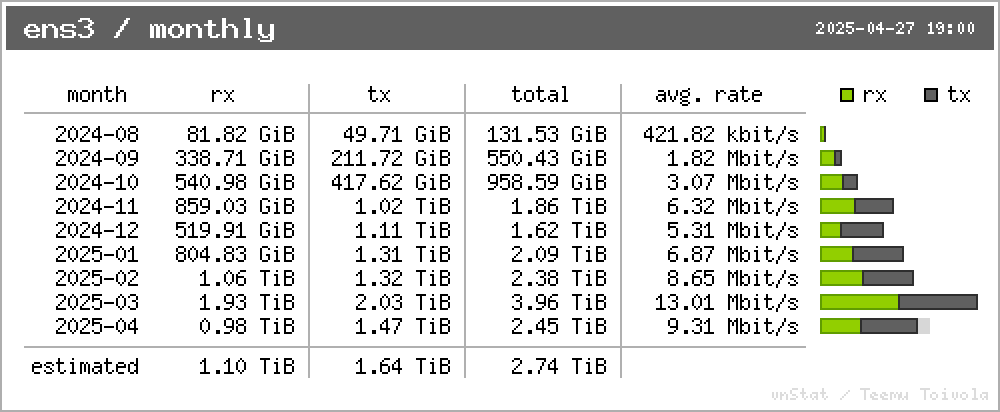 ens3 / monthly 2025-04-27 19:00
month rx tx total avg. rate rx tx
2024-08 81.82 GiB 49.71 GiB 131.53 GiB 421.82 kbit/s
2024-09 338.71 GiB 211.72 GiB 550.43 GiB 1.82 Mbit/s
2024-10 540.98 GiB 417.62 GiB 958.59 GiB 3.07 Mbit/s
2024-11 859.03 GiB 1.02 TiB 1.86 TiB 6.32 Mbit/s
2024-12 519.91 GiB 1.11 TiB 1.62 TiB 5.31 Mbit/s
2025-01 804.83 GiB 1.31 TiB 2.09 TiB 6.87 Mbit/s
2025-02 1.06 TiB 1.32 TiB 2.38 TiB 8.65 Mbit/s
2025-03 1.93 TiB 2.03 TiB 3.96 TiB 13.01 Mbit/s
2025-04 0.98 TiB 1.47 TiB 2.45 TiB 9.31 Mbit/s
estimated 1.10 TiB 1.64 TiB 2.74 TiB
vnStat / Teemu Toivola